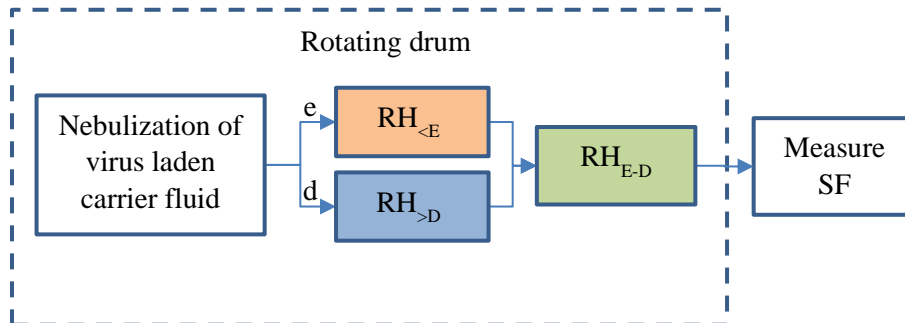 Rotating drum
Nebulization of
virus laden
carrier fluid
e
RH<E
d
RH>D
RHE-D
Measure
SF